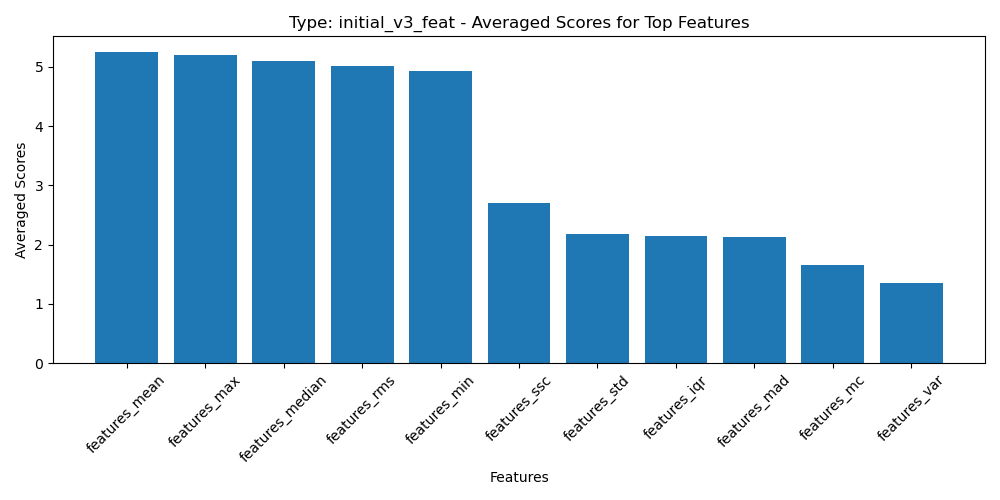 Type: initial_v3_feat - Averaged Scores for Top Features
Averaged Scores
5
4
3
2
1
0
features_mean
features_max
features_median
features_rms
features_min
features_ssc
features_std
features_iqr
features_mad
features_mc
features_var
Features